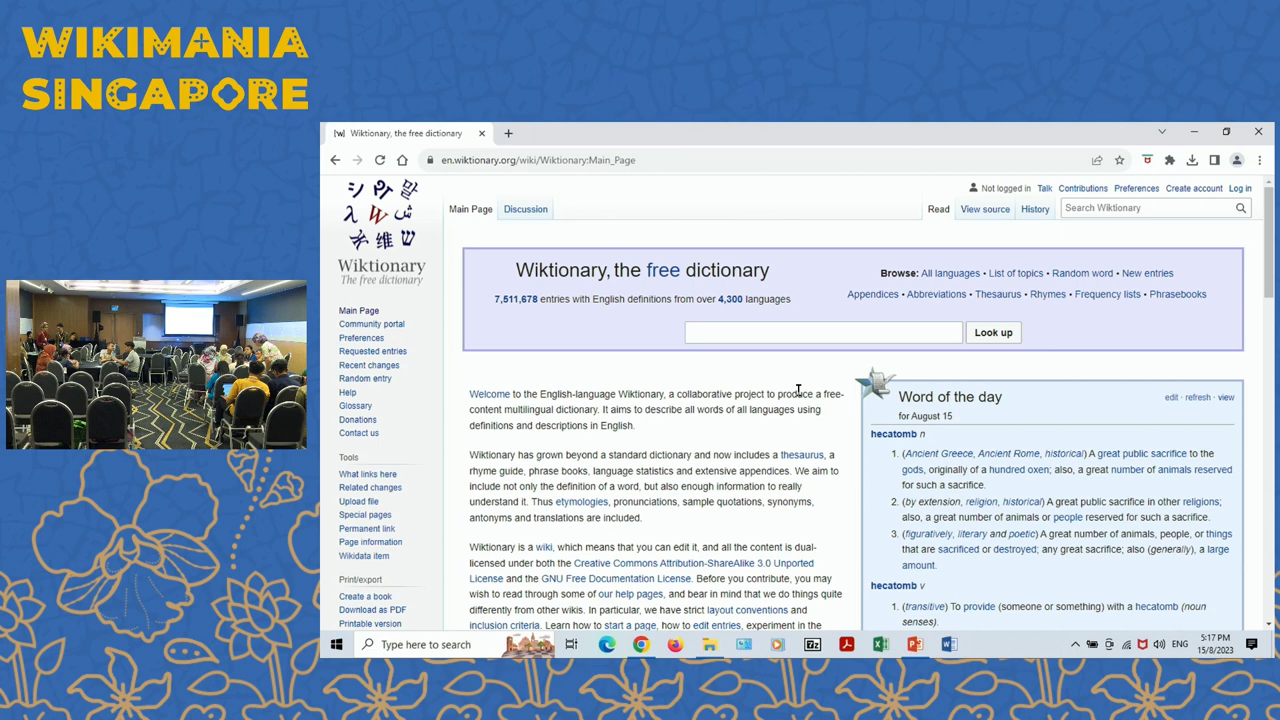 WIKIMANIA
SINGAPORE
Wiktionary, the free dictionary
en.wiktionary.org/wiki/Wiktionary:Main_Page
Not logged in Talk Contributions Preferences Create account Log in
Main Page Discussion Read View source History Search Wiktionary
维
Wiktionary
The free dictionary
Main Page
Community portal
Preferences
Requested entries
Recent changes
Random entry
Help
Glossary
Donations
Contact us
Tools
What links here
Related changes
Upload file
Special pages
Permanent link
Page information
Wikidata item
Print/export
Create a book
Download as PDF
Printable version
Wiktionary, the free dictionary
7,511,678 entries with English definitions from over 4,300 languages
Browse: All languages • List of topics • Random word • New entries
Appendices • Abbreviations • Thesaurus • Rhymes • Frequency lists • Phrasebooks
Look up
Welcome to the English-language Wiktionary, a collaborative project to produce a free-
content multilingual dictionary. It aims to describe all words of all languages using
definitions and descriptions in English.
Wiktionary has grown beyond a standard dictionary and now includes a thesaurus, a
rhyme guide, phrase books, language statistics and extensive appendices. We aim to
include not only the definition of a word, but also enough information to really
understand it. Thus etymologies, pronunciations, sample quotations, synonyms,
antonyms and translations are included.
Wiktionary is a wiki, which means that you can edit it, and all the content is dual-
licensed under both the Creative Commons Attribution-ShareAlike 3.0 Unported
License and the GNU Free Documentation License. Before you contribute, you may
wish to read through some of our help pages, and bear in mind that we do things quite
differently from other wikis. In particular, we have strict layout conventions and
inclusion criteria. Learn how to start a page, how to edit entries, experiment in the
Word of the day
edit · refresh · view
for August 15
hecatomb n
1. (Ancient Greece, Ancient Rome, historical) A great public sacrifice to the
gods, originally of a hundred oxen; also, a great number of animals reserved
for such a sacrifice.
2. (by extension, religion, historical) A great public sacrifice in other religions;
also, a great number of animals or people reserved for such a sacrifice.
3. (figuratively, literary and poetic) A great number of animals, people, or things
that are sacrificed or destroyed; any great sacrifice; also (generally), a large
amount.
hecatomb v
1. (transitive) To provide (someone or something) with a hecatomb (noun
senses).
Type here to search
7z
ENG
5:17 PM
15/8/2023